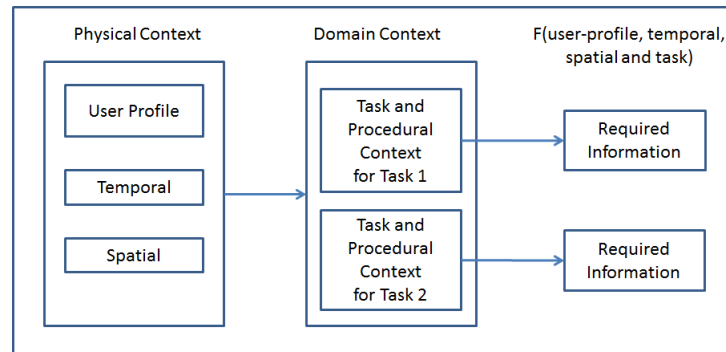 Physical Context
Domain Context
F(user-profile, temporal,
spatial and task)
User Profile
Temporal
Spatial
Task and
Procedural
Context
for Task 1
Task and
Procedural
Context
for Task 2
Required
Information
Required
Information